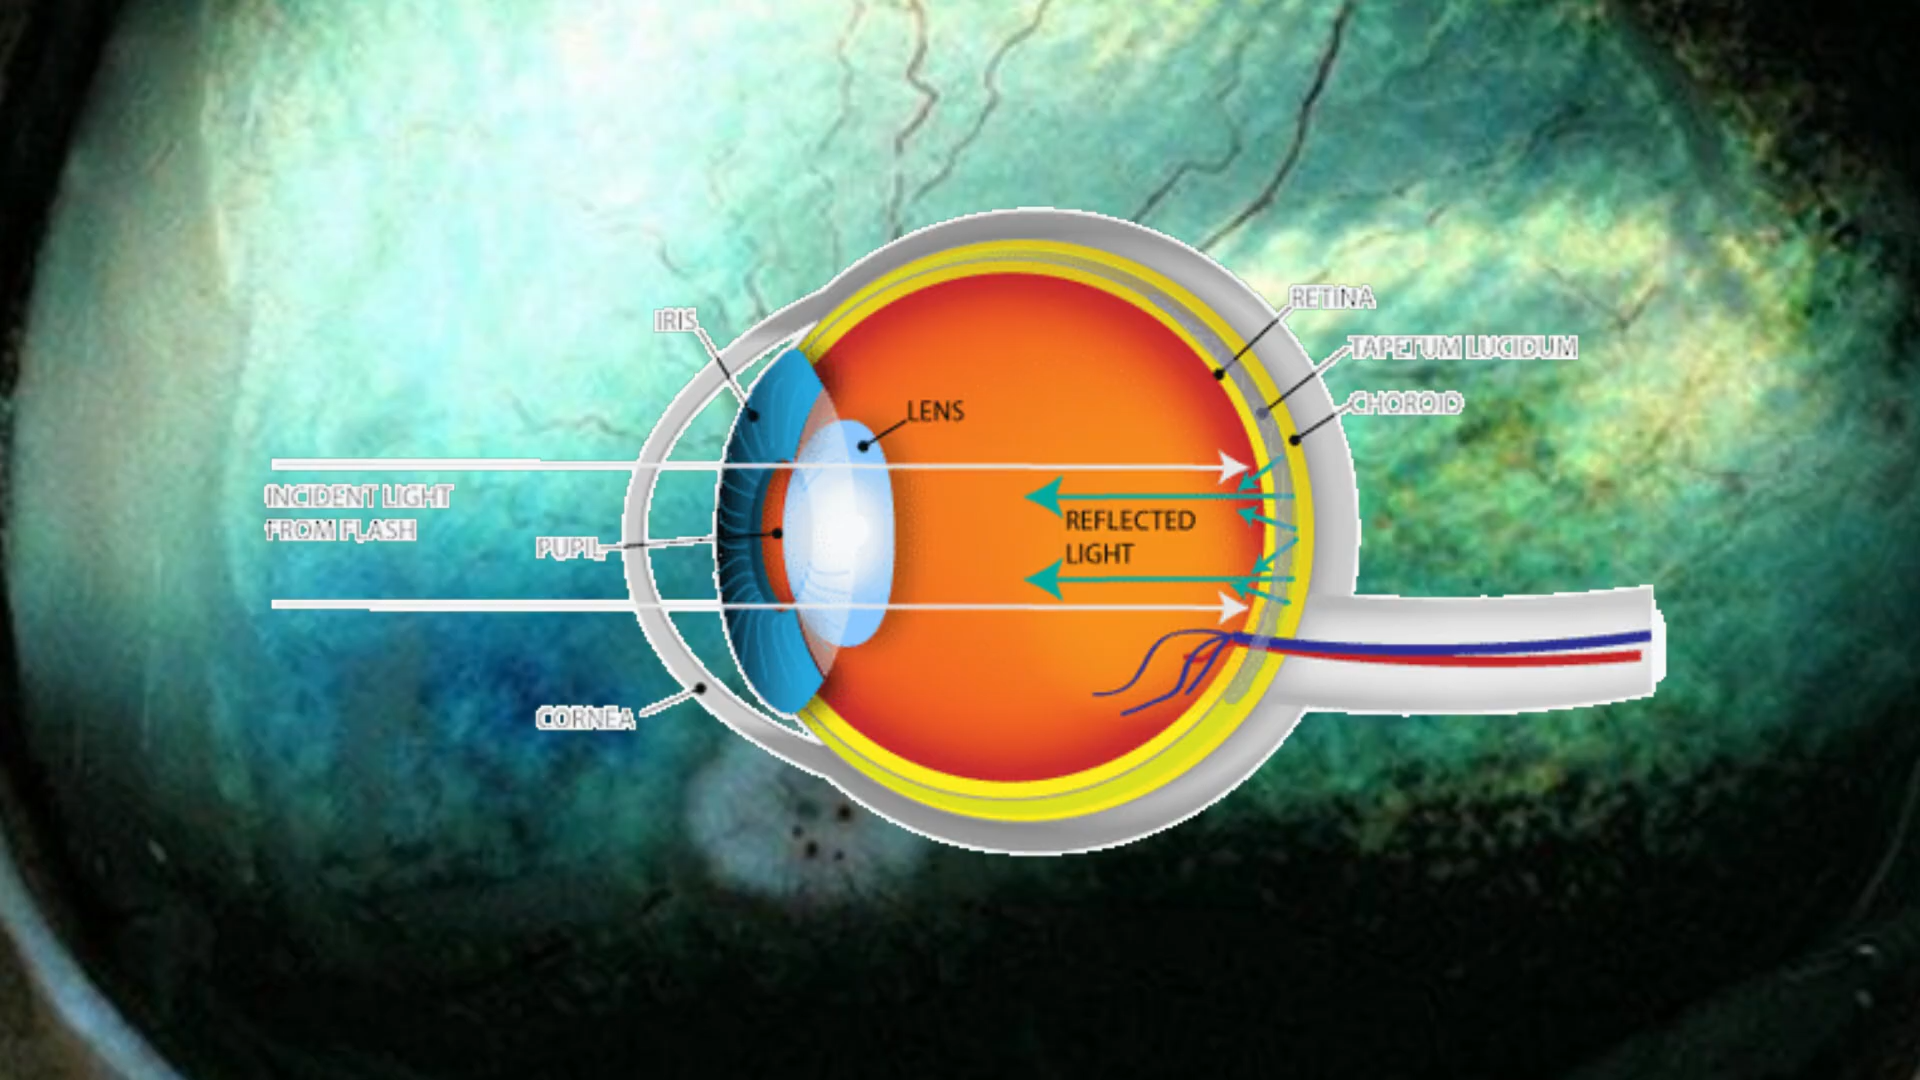 IRIS
RETINA
TAPETUM LUCIDUM
CHOROID
LENS
INCIDENT LIGHT
FROM FLASH
REFLECTED
LIGHT
PUPIL
CORNEA